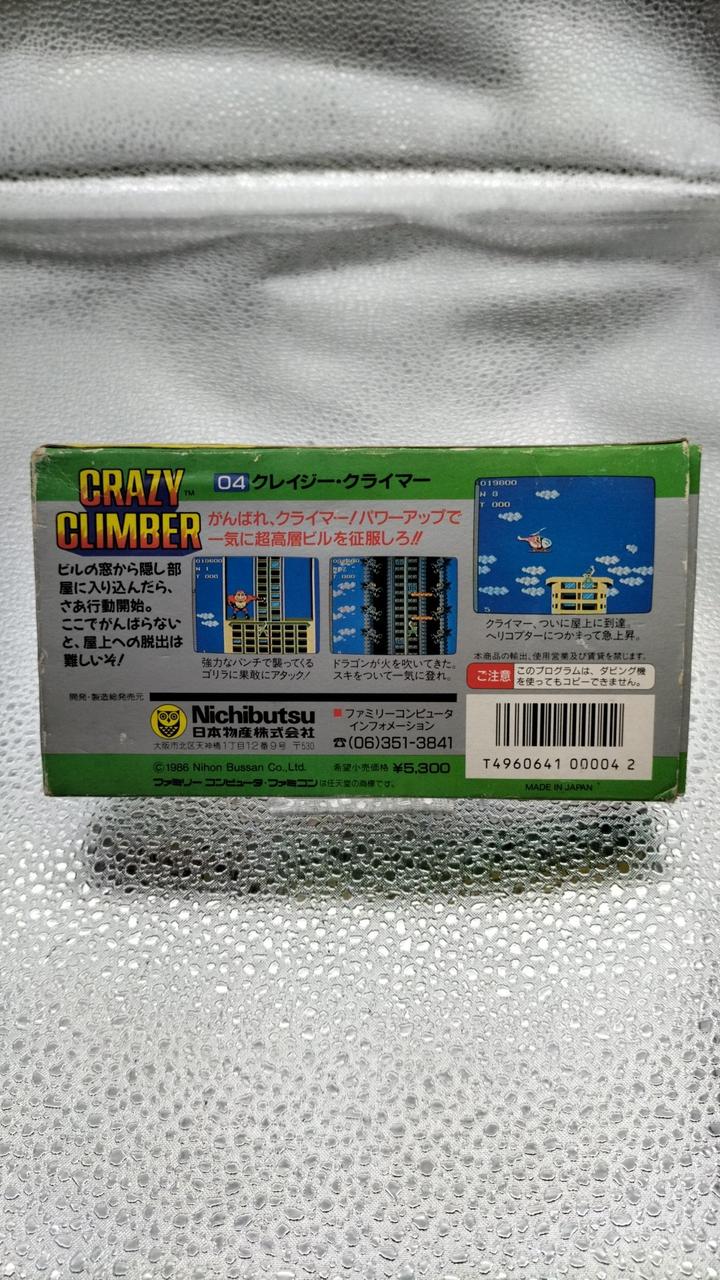 CRAZY
CLIMBER™
04 クレイジー・クライマー
がんばれ、クライマー!パワーアップで
一気に超高層ビルを征服しろ!!
ビルの窓から隠し部
屋に入り込んだら、
さあ行動開始。
ここでがんばらない
と、屋上への脱出は
難しいぞ!
強力なパンチで襲ってくる
ゴリラに果敢にアタック!
ドラゴンが火を吹いてきた。
スキをついて一気に登れ。
019800
N 8
T 000
5
クライマー、ついに屋上に到達。
ヘリコプターにつかまって急上昇。
本商品の輸出、使用営業及び賃貸を禁じます。
ご注意
このプログラムは、ダビング機
を使ってもコピーできません。
開発・製造総発売元
Nichibutsu
日本物産株式会社
大阪市北区天神橋1丁目12番9号 〒530
■ファミリーコンピュータ
インフォメーション
☎(06)351-3841
©1986 Nihon Bussan Co.,Ltd.
希望小売価格 ¥5,300
ファミリーコンピュータ・ファミコンは任天堂の商標です。
T4960641 00004 2
MADE IN JAPAN